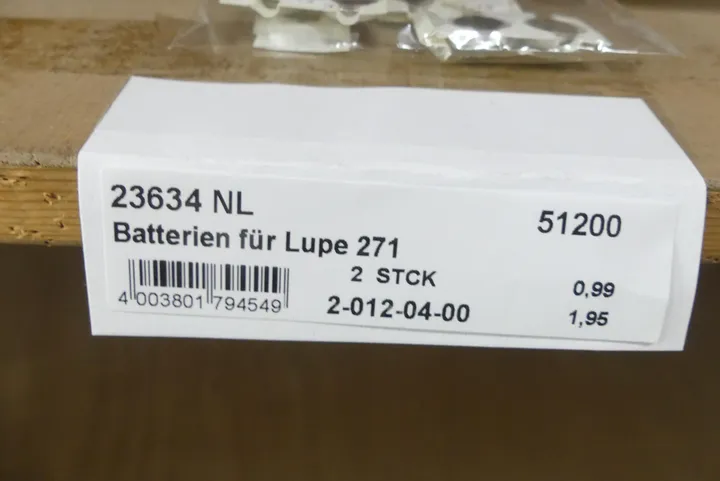 23634 NL
51200
Batterien für Lupe 271
2 STCK
0,99
4 003801 794549
2-012-04-00
1,95